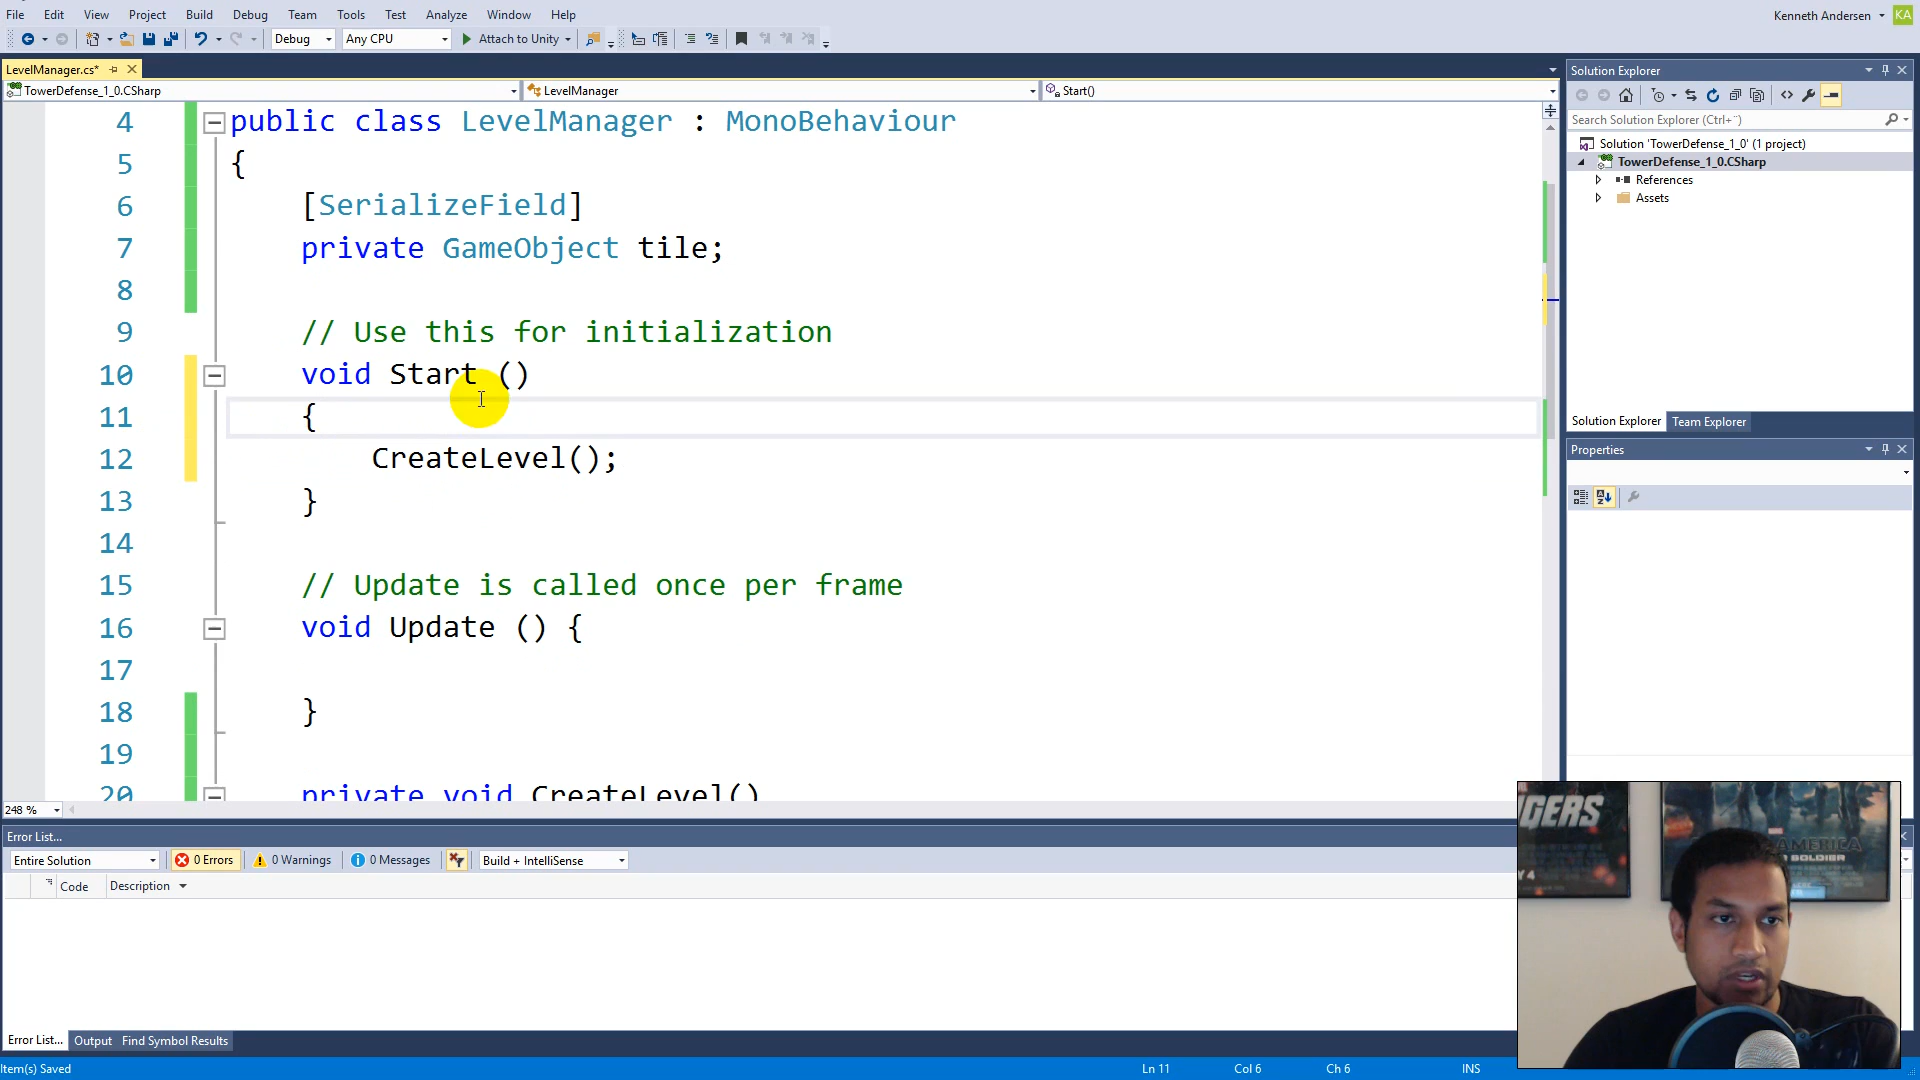 File Edit View Project Build Debug Team Tools Test Analyze Window Help
Kenneth Andersen KA
Debug Any CPU Attach to Unity
LevelManager.cs*
TowerDefense_1_0.CSharp LevelManager Start()
4 public class LevelManager : MonoBehaviour
5 {
6 [SerializeField]
7 private GameObject tile;
8
9 // Use this for initialization
10 void Start ()
11 {
12 CreateLevel();
13 }
14
15 // Update is called once per frame
16 void Update () {
17
18 }
19
20 private void CreateLevel()
248 %
Solution Explorer
Search Solution Explorer (Ctrl+¨)
Solution 'TowerDefense_1_0' (1 project)
TowerDefense_1_0.CSharp
References
Assets
Solution Explorer Team Explorer
Properties
Error List...
Entire Solution 0 Errors 0 Warnings 0 Messages Build + IntelliSense
Code Description
Error List... Output Find Symbol Results
Item(s) Saved Ln 11 Col 6 Ch 6 INS
NGERS
Y 4
AMERICA
SOLDIER